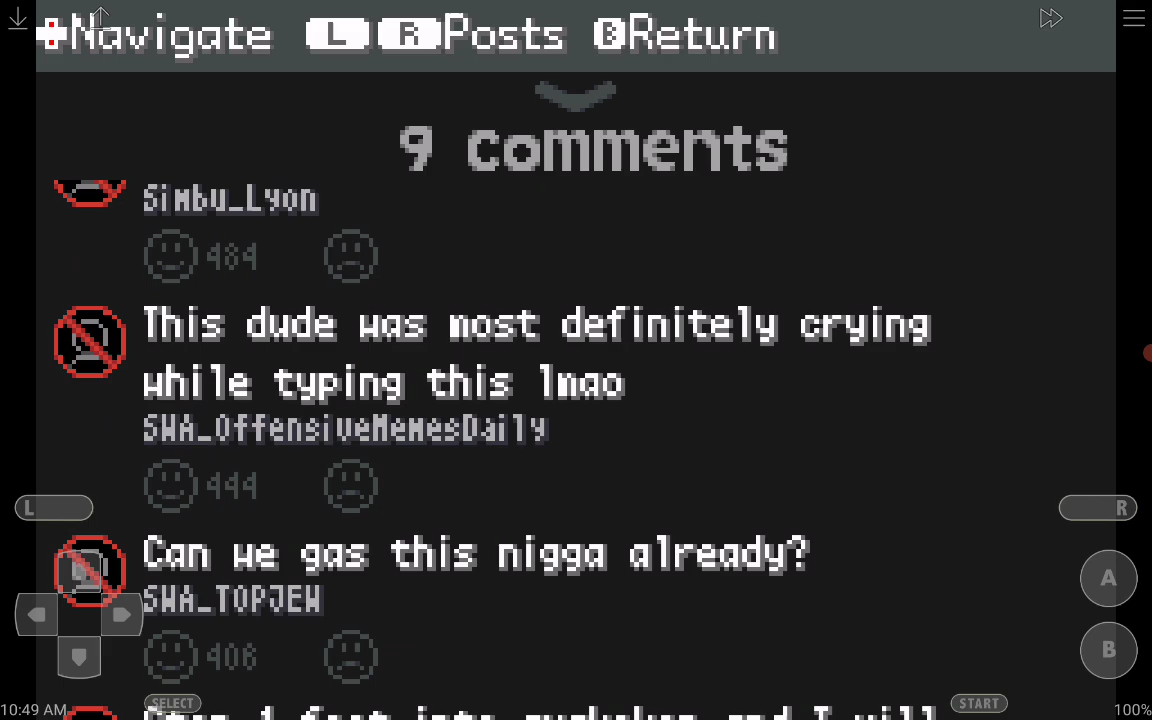 Navigate L R Posts B Return
9 comments
Simbu_Lyon
484
This dude was most definitely crying
while typing this lmao
SWA_OffensiveMemesDaily
444
L
R
Can we gas this nigga already?
SWA_TOPJEW
A
406
B
SELECT
START
10:49 AM
100%